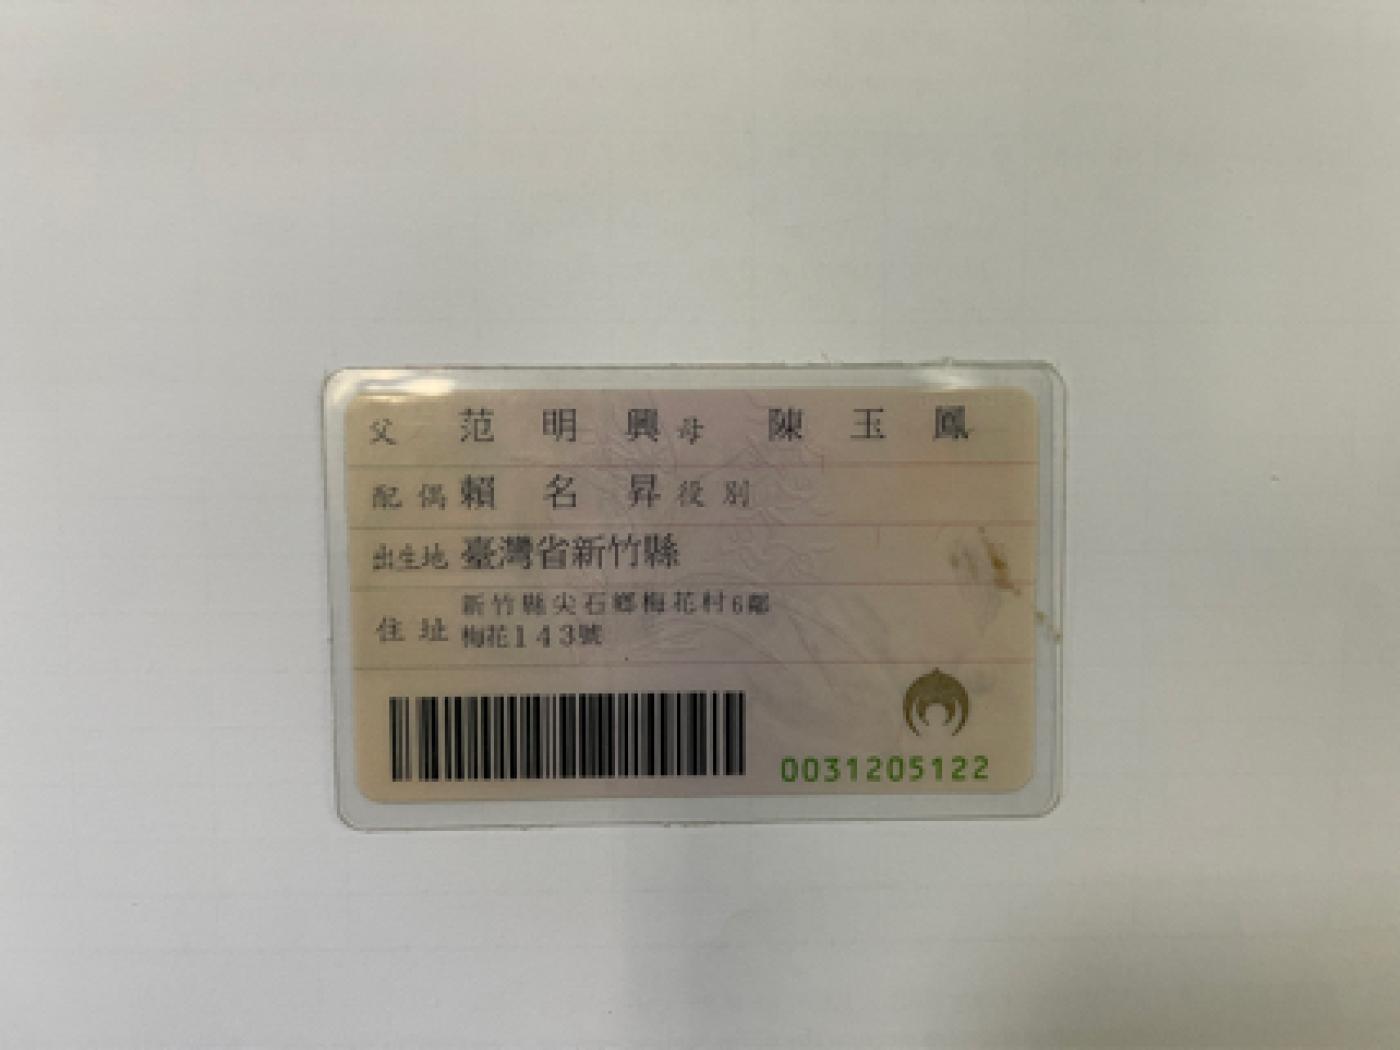 父 范明興 母 陳玉鳳
配偶 賴名昇 役別
出生地 臺灣省新竹縣
住址 新竹縣尖石鄉梅花村6鄰
梅花143號
0031205122